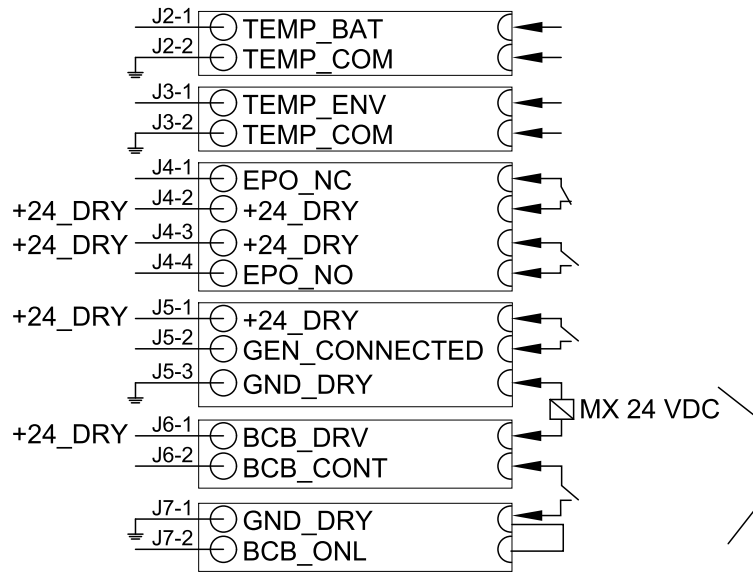 J2-1 TEMP_BAT
J2-2 TEMP_COM
J3-1 TEMP_ENV
J3-2 TEMP_COM
J4-1 EPO_NC
+24_DRY J4-2 +24_DRY
+24_DRY J4-3 +24_DRY
J4-4 EPO_NO
+24_DRY J5-1 +24_DRY
J5-2 GEN_CONNECTED
J5-3 GND_DRY
MX 24 VDC
+24_DRY J6-1 BCB_DRV
J6-2 BCB_CONT
J7-1 GND_DRY
J7-2 BCB_ONL